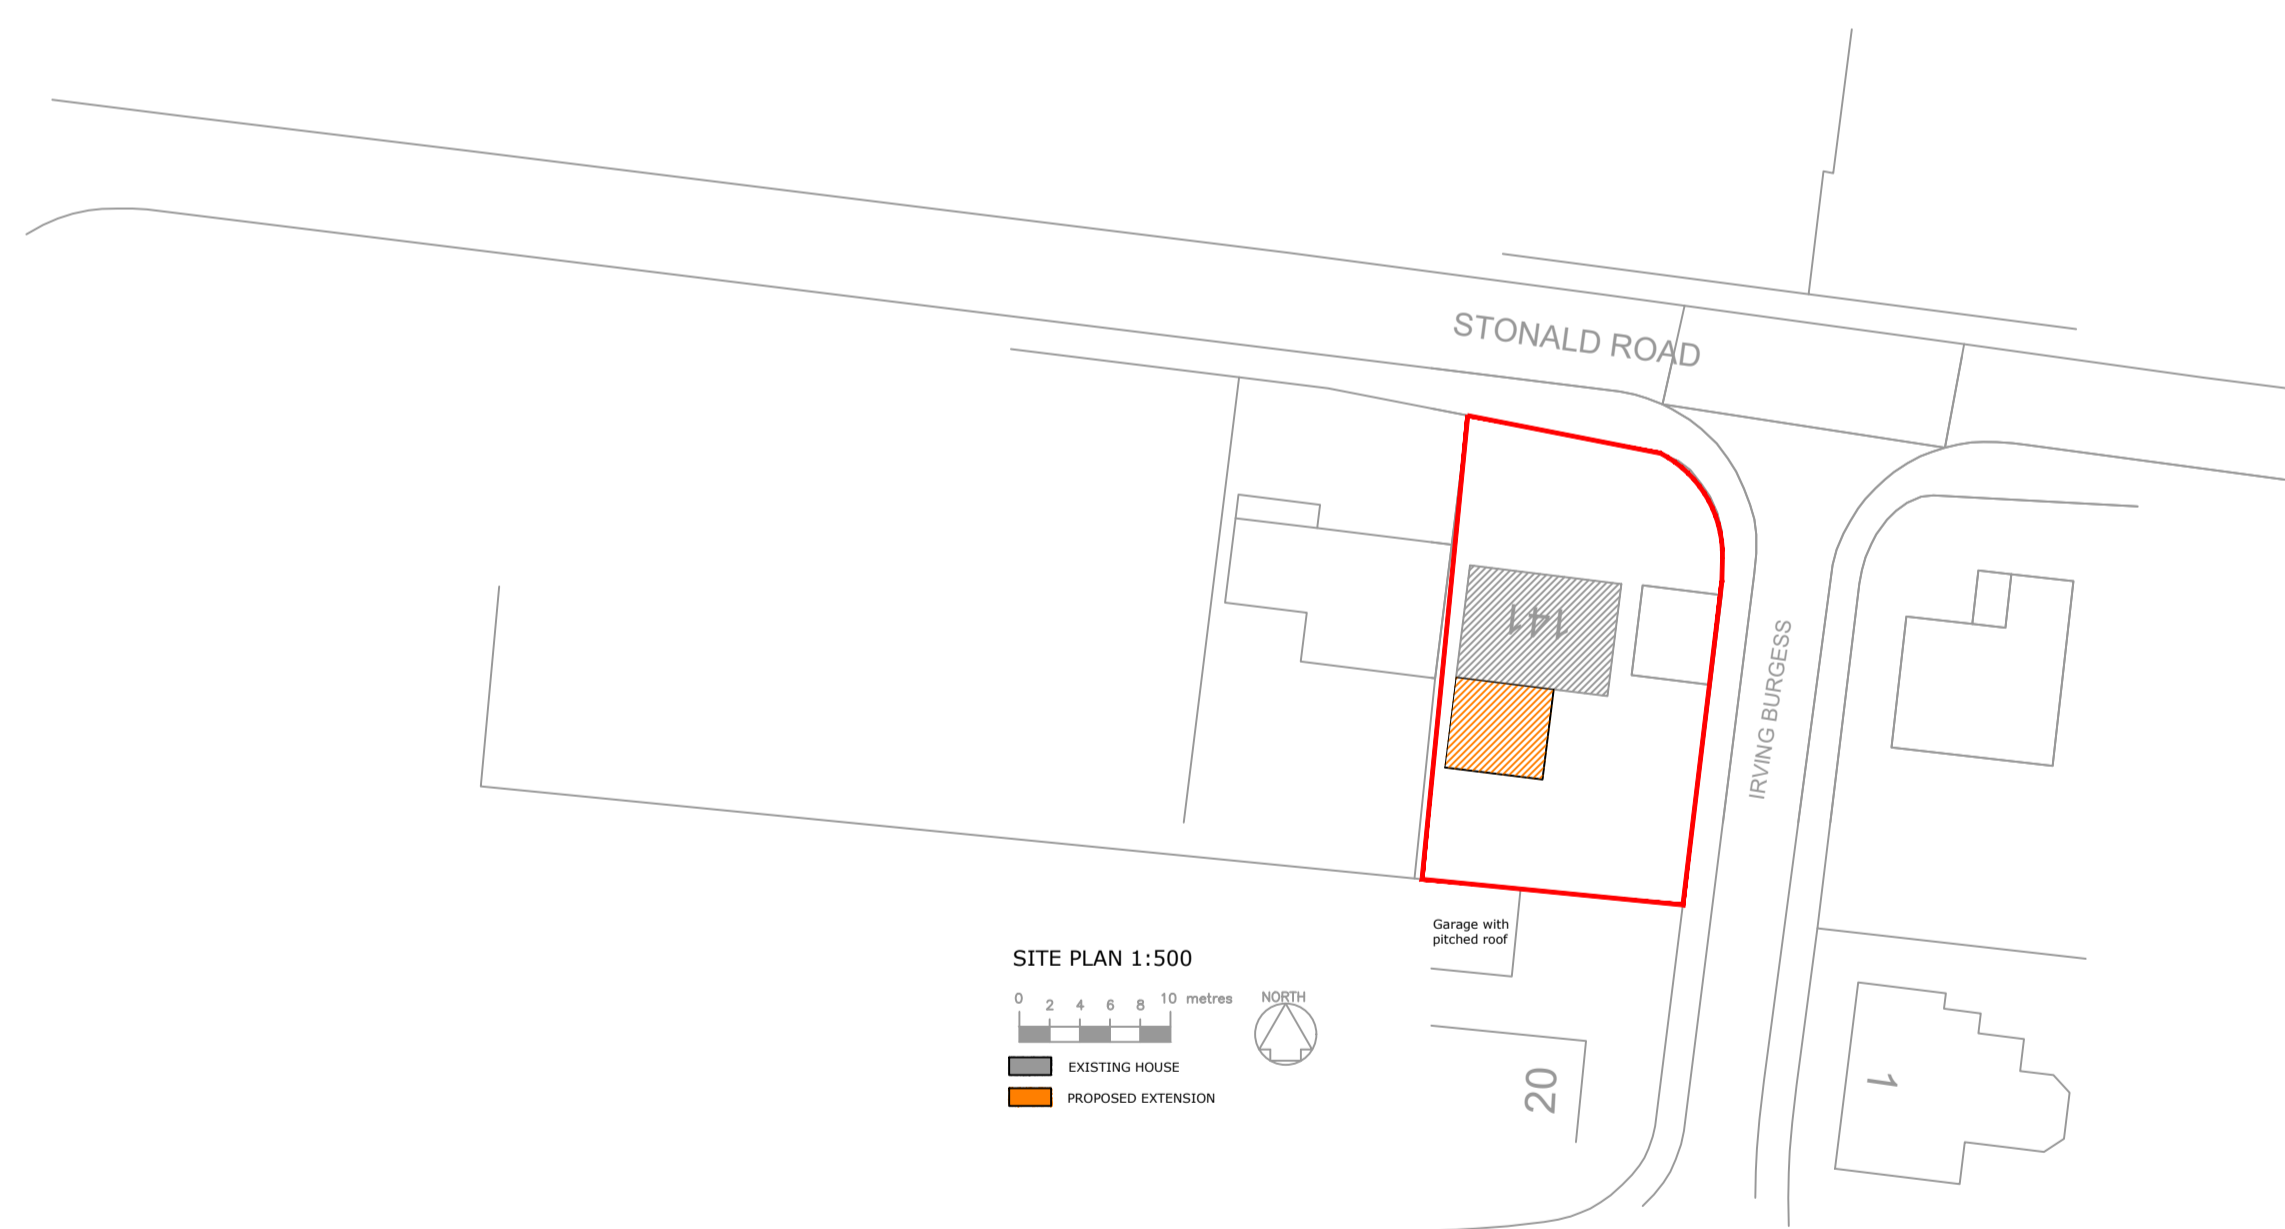 STONALD ROAD
141
IRVING BURGESS
Garage with
pitched roof
SITE PLAN 1:500
0 2 4 6 8 10 metres
NORTH
EXISTING HOUSE
PROPOSED EXTENSION
20
1